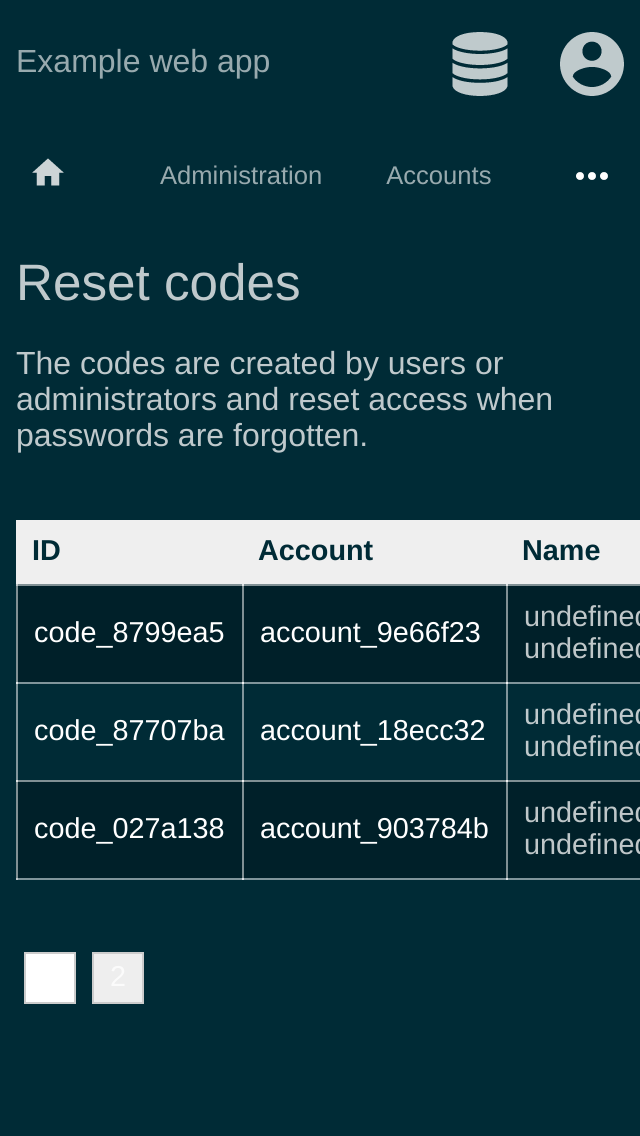 Example web app
Administration Accounts
Reset codes
The codes are created by users or
administrators and reset access when
passwords are forgotten.
ID Account Name
code_8799ea5 account_9e66f23 undefined
undefined
code_87707ba account_18ecc32 undefined
undefined
code_027a138 account_903784b undefined
undefined
2